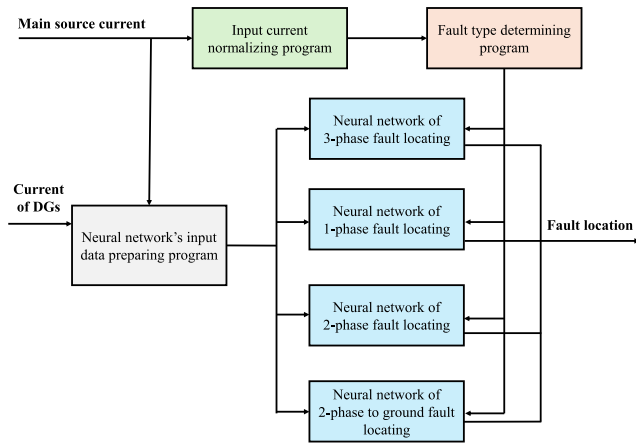 Main source current
Input current
normalizing program
Fault type determining
program
Neural network of
3-phase fault locating
Current
of DGs
Neural network’s input
data preparing program
Neural network of
1-phase fault locating
Fault location
Neural network of
2-phase fault locating
Neural network of
2-phase to ground fault
locating